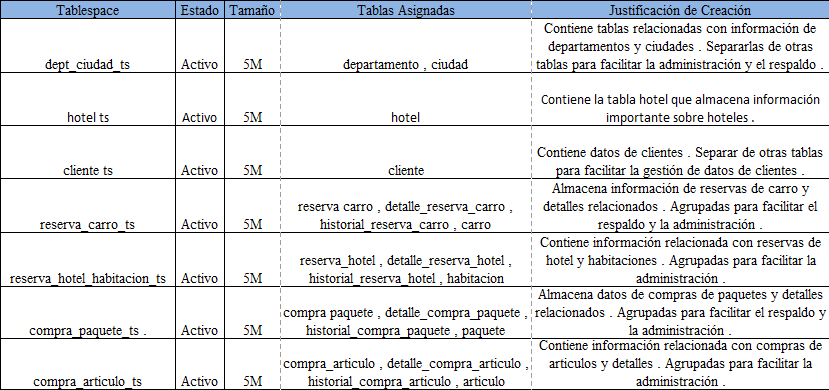 Tablespace Estado Tamaño Tablas Asignadas Justificación de Creación
Contiene tablas relacionadas con información de
departamentos y ciudades . Separarlas de otras
dept_ciudad_ts Activo 5M departamento , ciudad tablas para facilitar la administración y el respaldo .
Contiene la tabla hotel que almacena información
hotel ts Activo 5M hotel importante sobre hoteles .
Contiene datos de clientes . Separar de otras tablas
cliente ts Activo 5M cliente para facilitar la gestión de datos de clientes .
Almacena información de reservas de carro y
reserva carro , detalle_reserva_carro , detalles relacionados . Agrupadas para facilitar el
reserva_carro_ts Activo 5M historial_reserva_carro , carro respaldo y la administración .
Contiene información relacionada con reservas de
reserva_hotel , detalle_reserva_hotel , hotel y habitaciones . Agrupadas para facilitar la
reserva_hotel_habitacion_ts Activo 5M historial_reserva_hotel , habitacion administración .
Almacena datos de compras de paquetes y detalles
compra paquete , detalle_compra_paquete , relacionados . Agrupadas para facilitar el respaldo y
compra_paquete_ts . Activo 5M historial_compra_paquete , paquete la administración .
Contiene información relacionada con compras de
compra_articulo , detalle_compra_articulo , articulos y detalles . Agrupadas para facilitar la
compra_articulo_ts Activo 5M historial_compra_articulo , articulo administración .